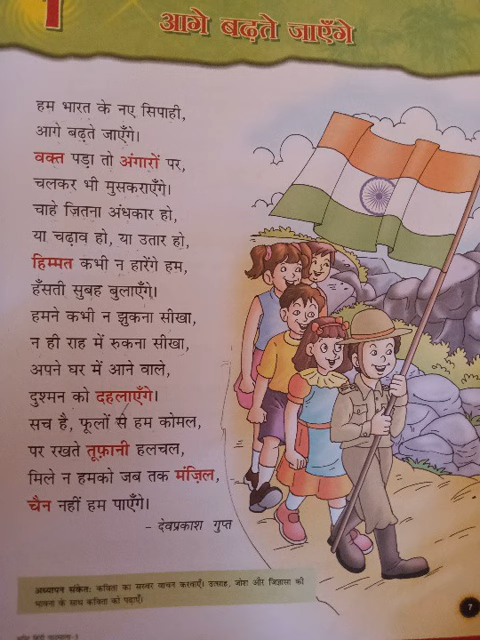 1
आगे बढ़ते जाएँगे
हम भारत के नए सिपाही,
आगे बढ़ते जाएँगे।
वक्त पड़ा तो अंगारों पर,
चलकर भी मुसकराएँगे।
चाहे जितना अंधकार हो,
या चढ़ाव हो, या उतार हो,
हिम्मत कभी न हारेंगे हम,
हँसती सुबह बुलाएँगे।
हमने कभी न झुकना सीखा,
न ही राह में रुकना सीखा,
अपने घर में आने वाले,
दुश्मन को दहलाएँगे।
सच है, फूलों से हम कोमल,
पर रखते तूफ़ानी हलचल,
मिले न हमको जब तक मंज़िल,
चैन नहीं हम पाएँगे।
- देवप्रकाश गुप्त
अध्यापन संकेत: कविता का सस्वर वाचन करवाएँ। उत्साह, जोश और जिज्ञासा की
भावना के साथ कविता को पढ़ाएँ।
7